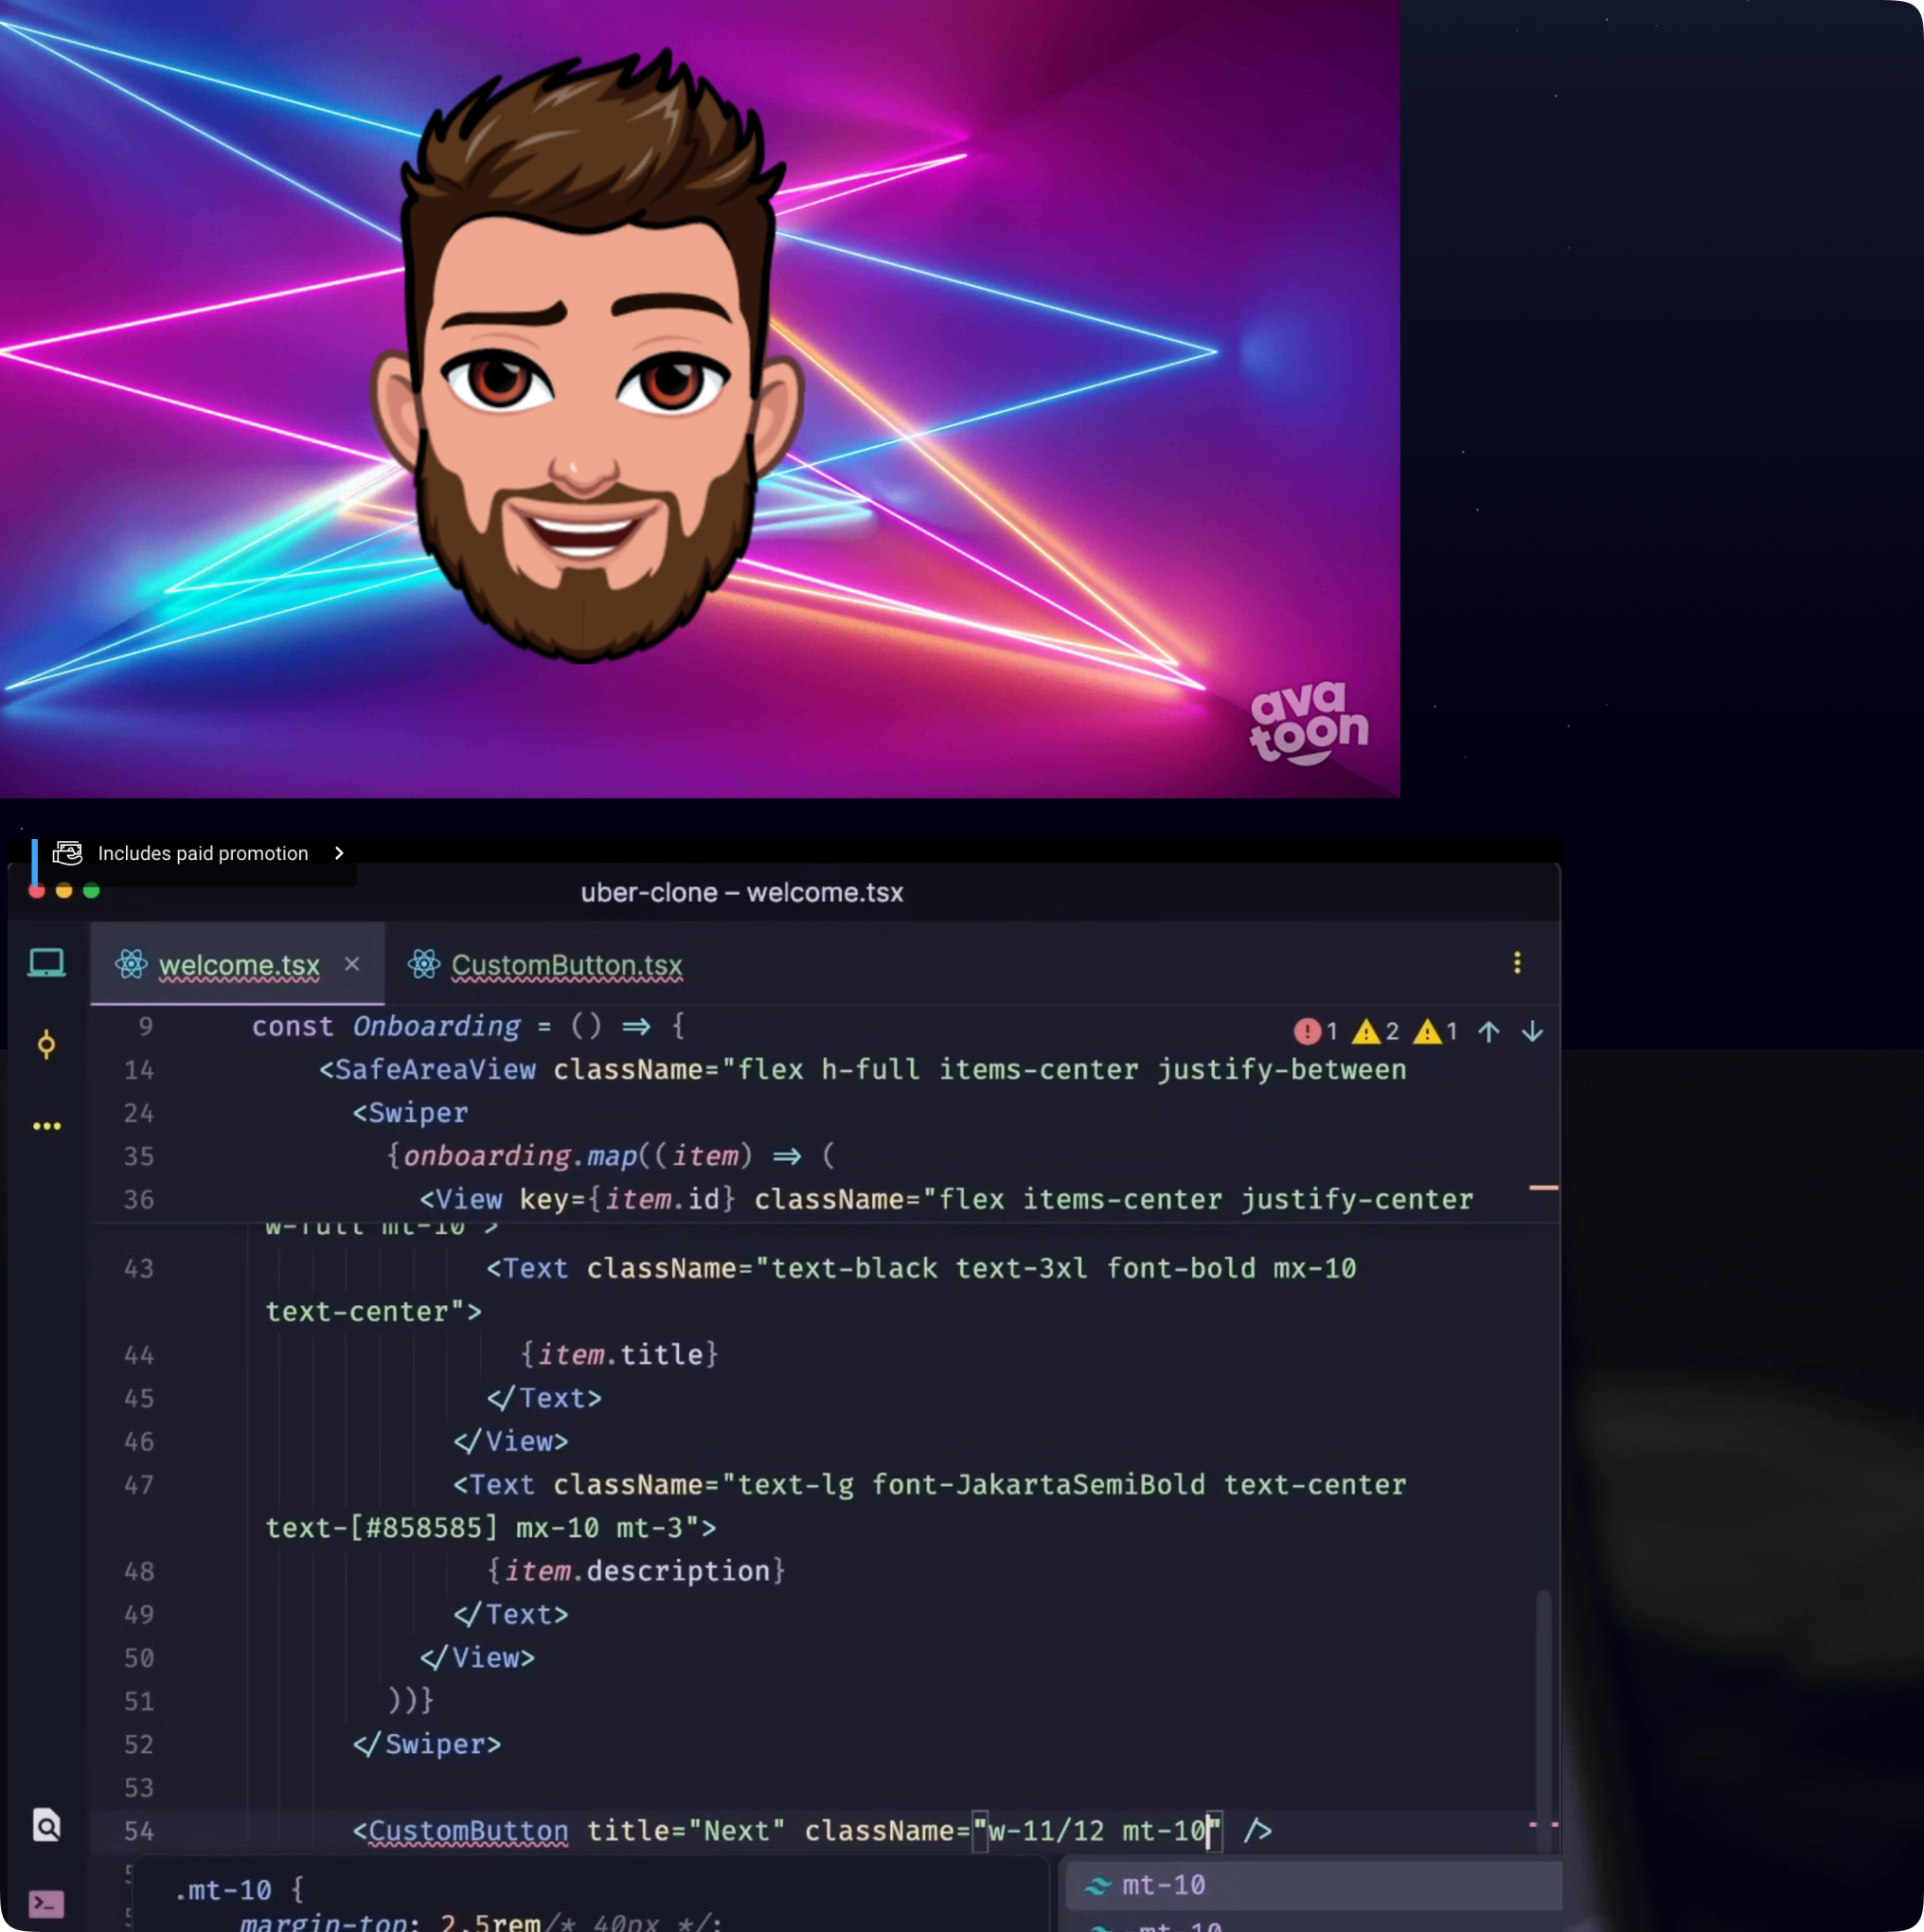 ava
toon
Includes paid promotion
uber-clone – welcome.tsx
welcome.tsx × CustomButton.tsx
9 const Onboarding = () ⇒ {
1 2 1
14 <SafeAreaView className="flex h-full items-center justify-between
24 <Swiper
35 {onboarding.map((item) ⇒ (
36 <View key={item.id} className="flex items-center justify-center
w-full mt-10">
43 <Text className="text-black text-3xl font-bold mx-10
text-center">
44 {item.title}
45 </Text>
46 </View>
47 <Text className="text-lg font-JakartaSemiBold text-center
text-[#858585] mx-10 mt-3">
48 {item.description}
49 </Text>
50 </View>
51 ))}
52 </Swiper>
53
54 <CustomButton title="Next" className="w-11/12 mt-10" />
.mt-10 {
margin-top: 2.5rem/* 40px */;
mt-10
-mt-10